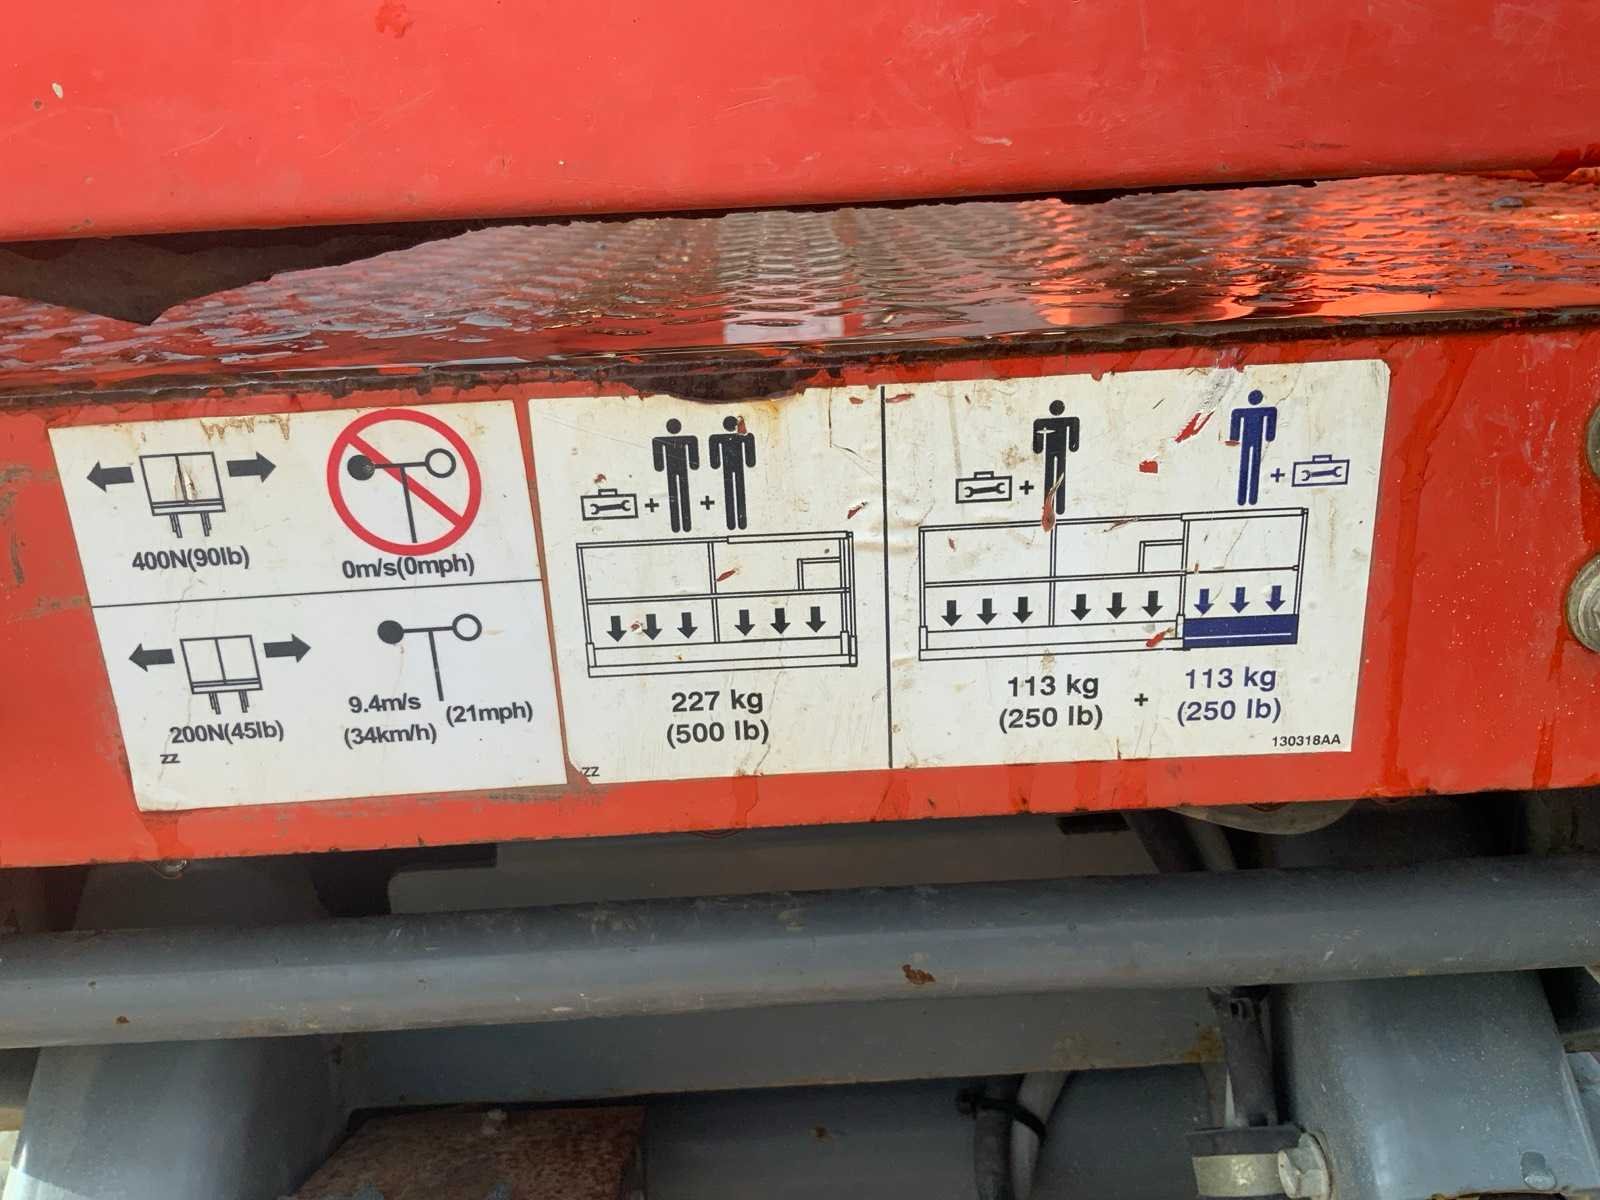 400N(90lb)
0m/s(0mph)
200N(45lb)
9.4m/s
(34km/h)
(21mph)
ZZ
227 kg
(500 lb)
ZZ
113 kg
(250 lb)
+
113 kg
(250 lb)
130318AA